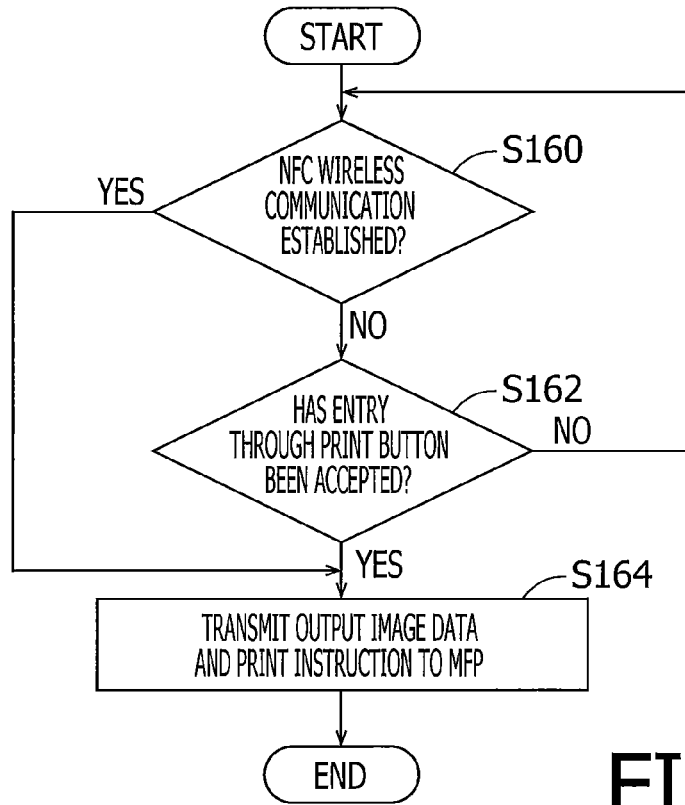 START
S160
YES
NFC WIRELESS
COMMUNICATION
ESTABLISHED?
NO
S162
HAS ENTRY
THROUGH PRINT BUTTON
BEEN ACCEPTED?
NO
YES
S164
TRANSMIT OUTPUT IMAGE DATA
AND PRINT INSTRUCTION TO MFP
END
FI